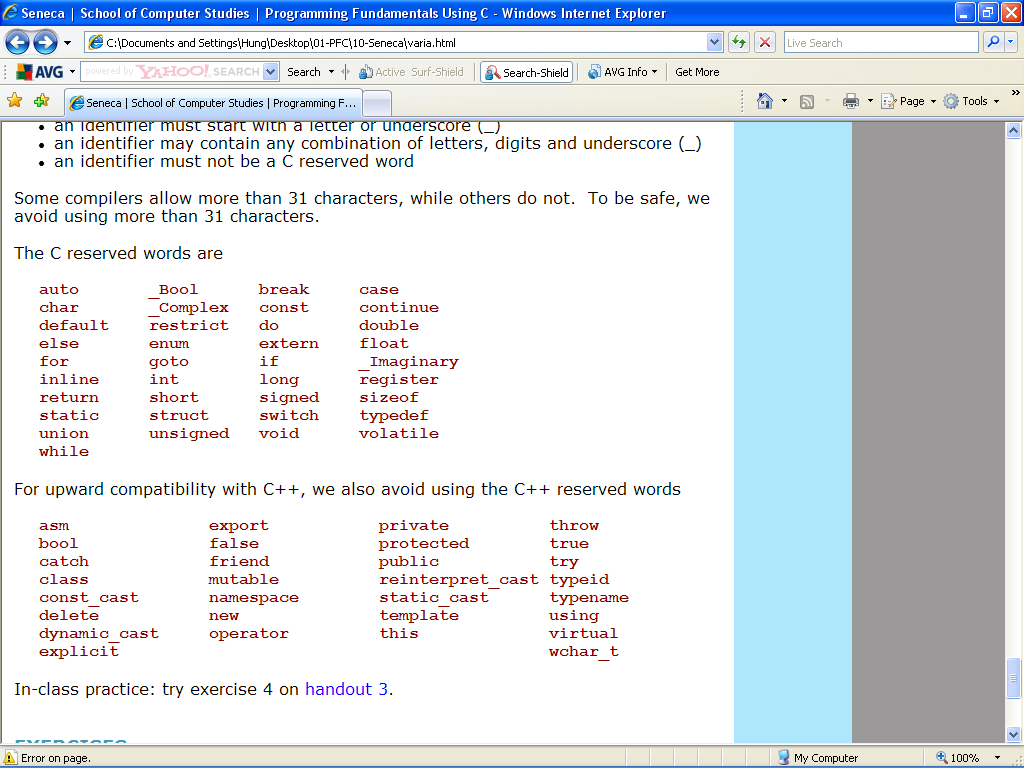 Seneca | School of Computer Studies | Programming Fundamentals Using C - Windows Internet Explorer
C:\Documents and Settings\Hung\Desktop\01-PFC\10-Seneca\varia.html
Live Search
AVG powered by YAHOO! SEARCH Search Active Surf-Shield Search-Shield AVG Info Get More
Seneca | School of Computer Studies | Programming F... Page Tools »
• an identifier must start with a letter or underscore (_)
• an identifier may contain any combination of letters, digits and underscore (_)
• an identifier must not be a C reserved word
Some compilers allow more than 31 characters, while others do not. To be safe, we
avoid using more than 31 characters.
The C reserved words are
auto _Bool break case
char _Complex const continue
default restrict do double
else enum extern float
for goto if _Imaginary
inline int long register
return short signed sizeof
static struct switch typedef
union unsigned void volatile
while
For upward compatibility with C++, we also avoid using the C++ reserved words
asm export private throw
bool false protected true
catch friend public try
class mutable reinterpret_cast typeid
const_cast namespace static_cast typename
delete new template using
dynamic_cast operator this virtual
explicit wchar_t
In-class practice: try exercise 4 on handout 3.
EXERCISES
Error on page. My Computer 100%